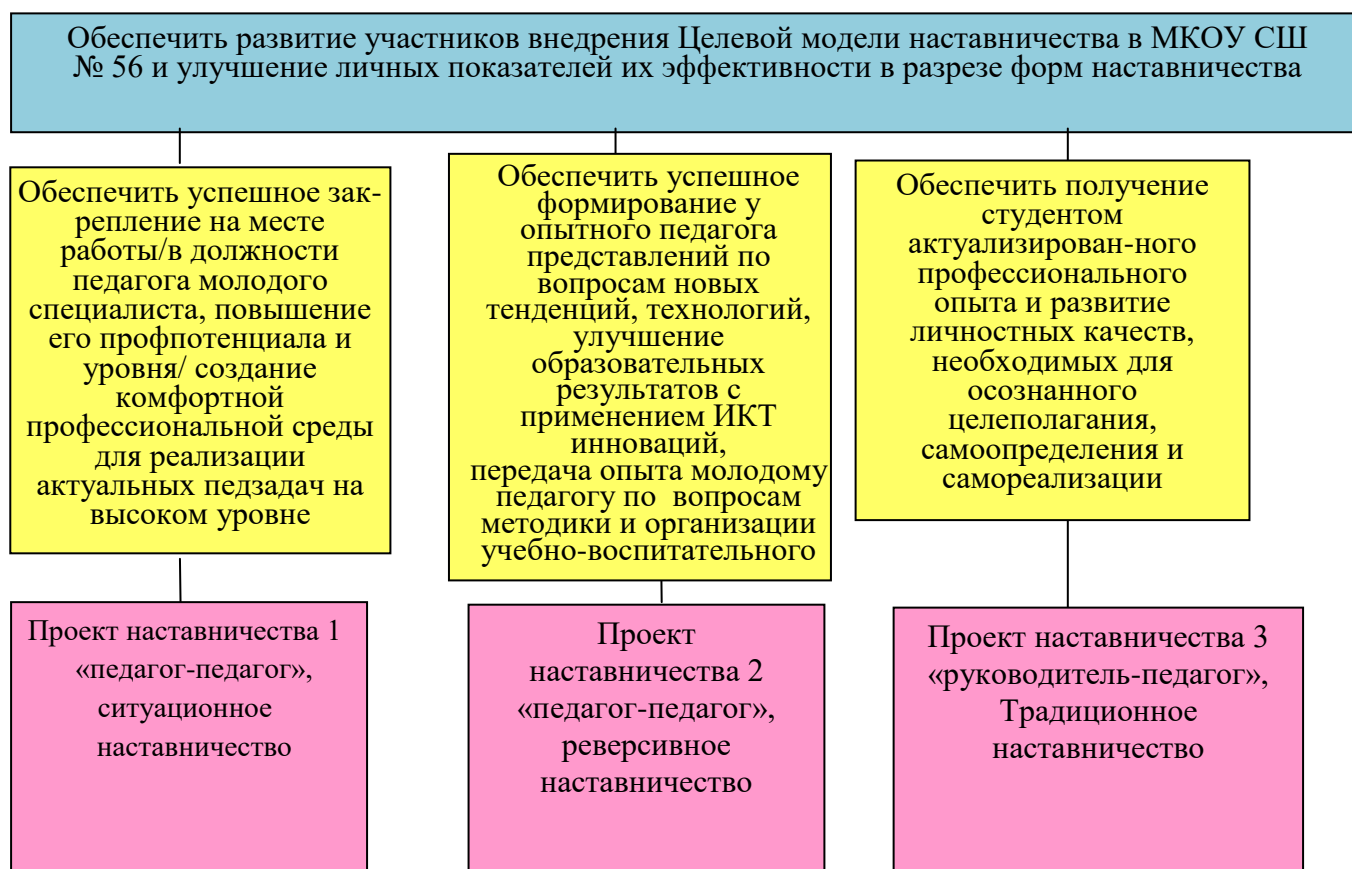 Обеспечить развитие участников внедрения Целевой модели наставничества в МКОУ СШ
№ 56 и улучшение личных показателей их эффективности в разрезе форм наставничества
Обеспечить успешное зак-
репление на месте
работы/в должности
педагога молодого
специалиста, повышение
его профпотенциала и
уровня/ создание
комфортной
профессиональной среды
для реализации
актуальных педзадач на
высоком уровне
Обеспечить успешное
формирование у
опытного педагога
представлений по
вопросам новых
тенденций, технологий,
улучшение
образовательных
результатов с
применением ИКТ
инноваций,
передача опыта молодому
педагогу по вопросам
методики и организации
учебно-воспитательного
Обеспечить получение
студентом
актуализирован-ного
профессионального
опыта и развитие
личностных качеств,
необходимых для
осознанного
целеполагания,
самоопределения и
самореализации
Проект наставничества 1
«педагог-педагог»,
ситуационное
наставничество
Проект
наставничества 2
«педагог-педагог»,
реверсивное
наставничество
Проект наставничества 3
«руководитель-педагог»,
Традиционное
наставничество